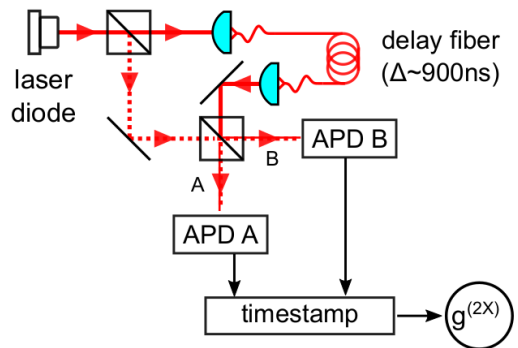 laser
diode
delay fiber
(Δ~900ns)
APD B
B
A
APD A
timestamp
g(2X)